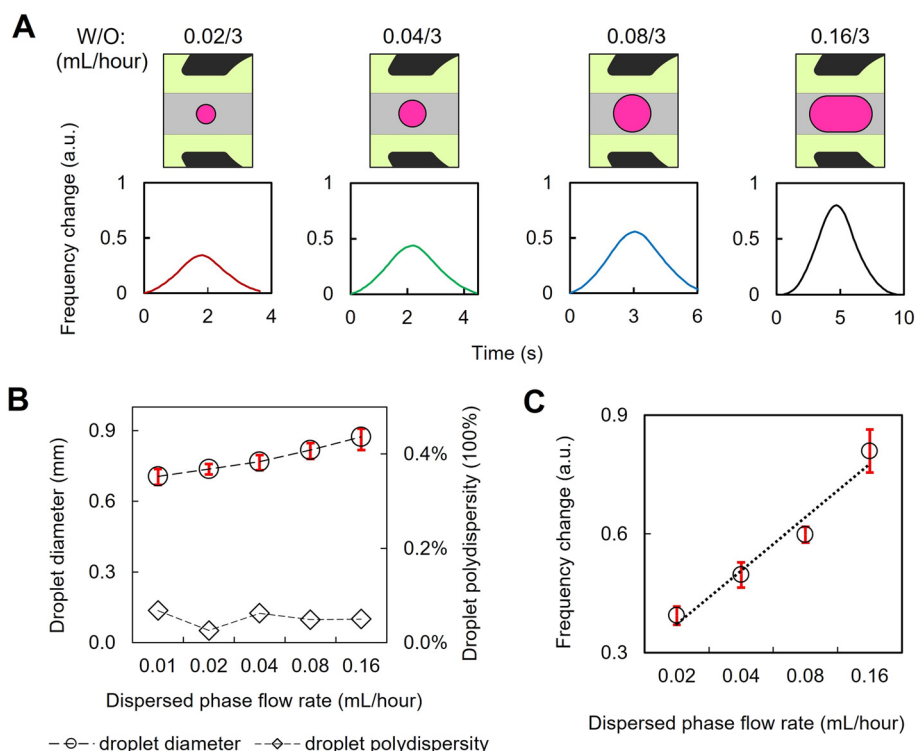 A
W/O: 0.02/3 0.04/3 0.08/3 0.16/3
(mL/hour)
Frequency change (a.u.)
1 1 1 1
0.5 0.5 0.5 0.5
0 0 0 0
0 2 4 0 2 4 0 3 6 0 5 10
Time (s)
B
Droplet diameter (mm)
0.9
0.6
0.3
0.0
0.4%
0.2%
0.0%
Droplet polydispersity (100%)
0.01 0.02 0.04 0.08 0.16
Dispersed phase flow rate (mL/hour)
droplet diameter droplet polydispersity
C
Frequency change (a.u.)
0.9
0.6
0.3
0.02 0.04 0.08 0.16
Dispersed phase flow rate (mL/hour)